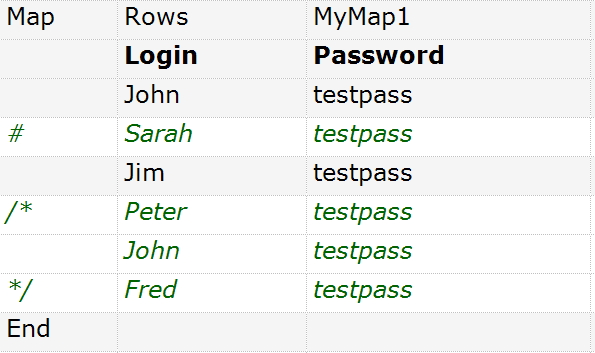 Map Rows MyMap1
Login Password
John testpass
# Sarah testpass
Jim testpass
/* Peter testpass
John testpass
*/ Fred testpass
End